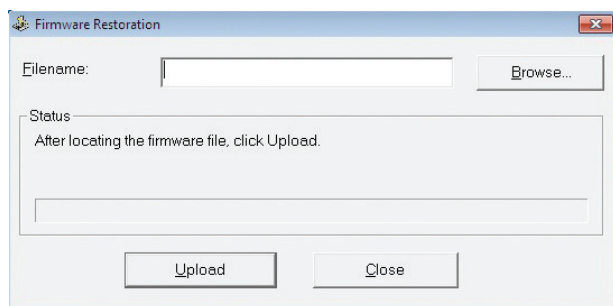 Firmware Restoration
Filename:
Browse...
Status
After locating the firmware file, click Upload.
Upload
Close